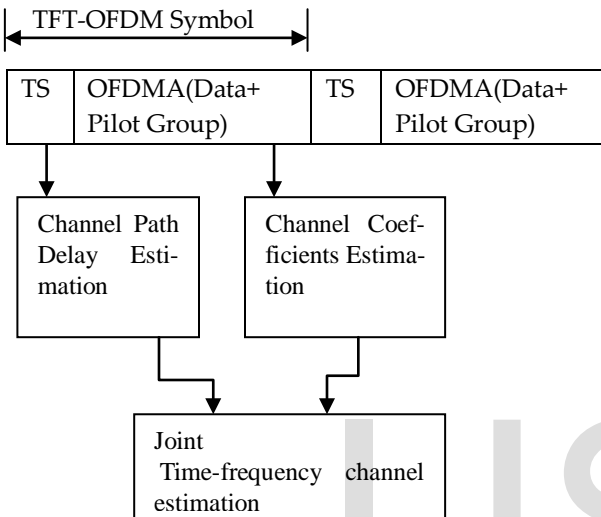 TFT-OFDM Symbol
TS OFDMA(Data+ TS OFDMA(Data+
Pilot Group) Pilot Group)
Channel Path
Delay Esti-
mation
Channel Coef-
ficients Estima-
tion
Joint
Time-frequency channel
estimation